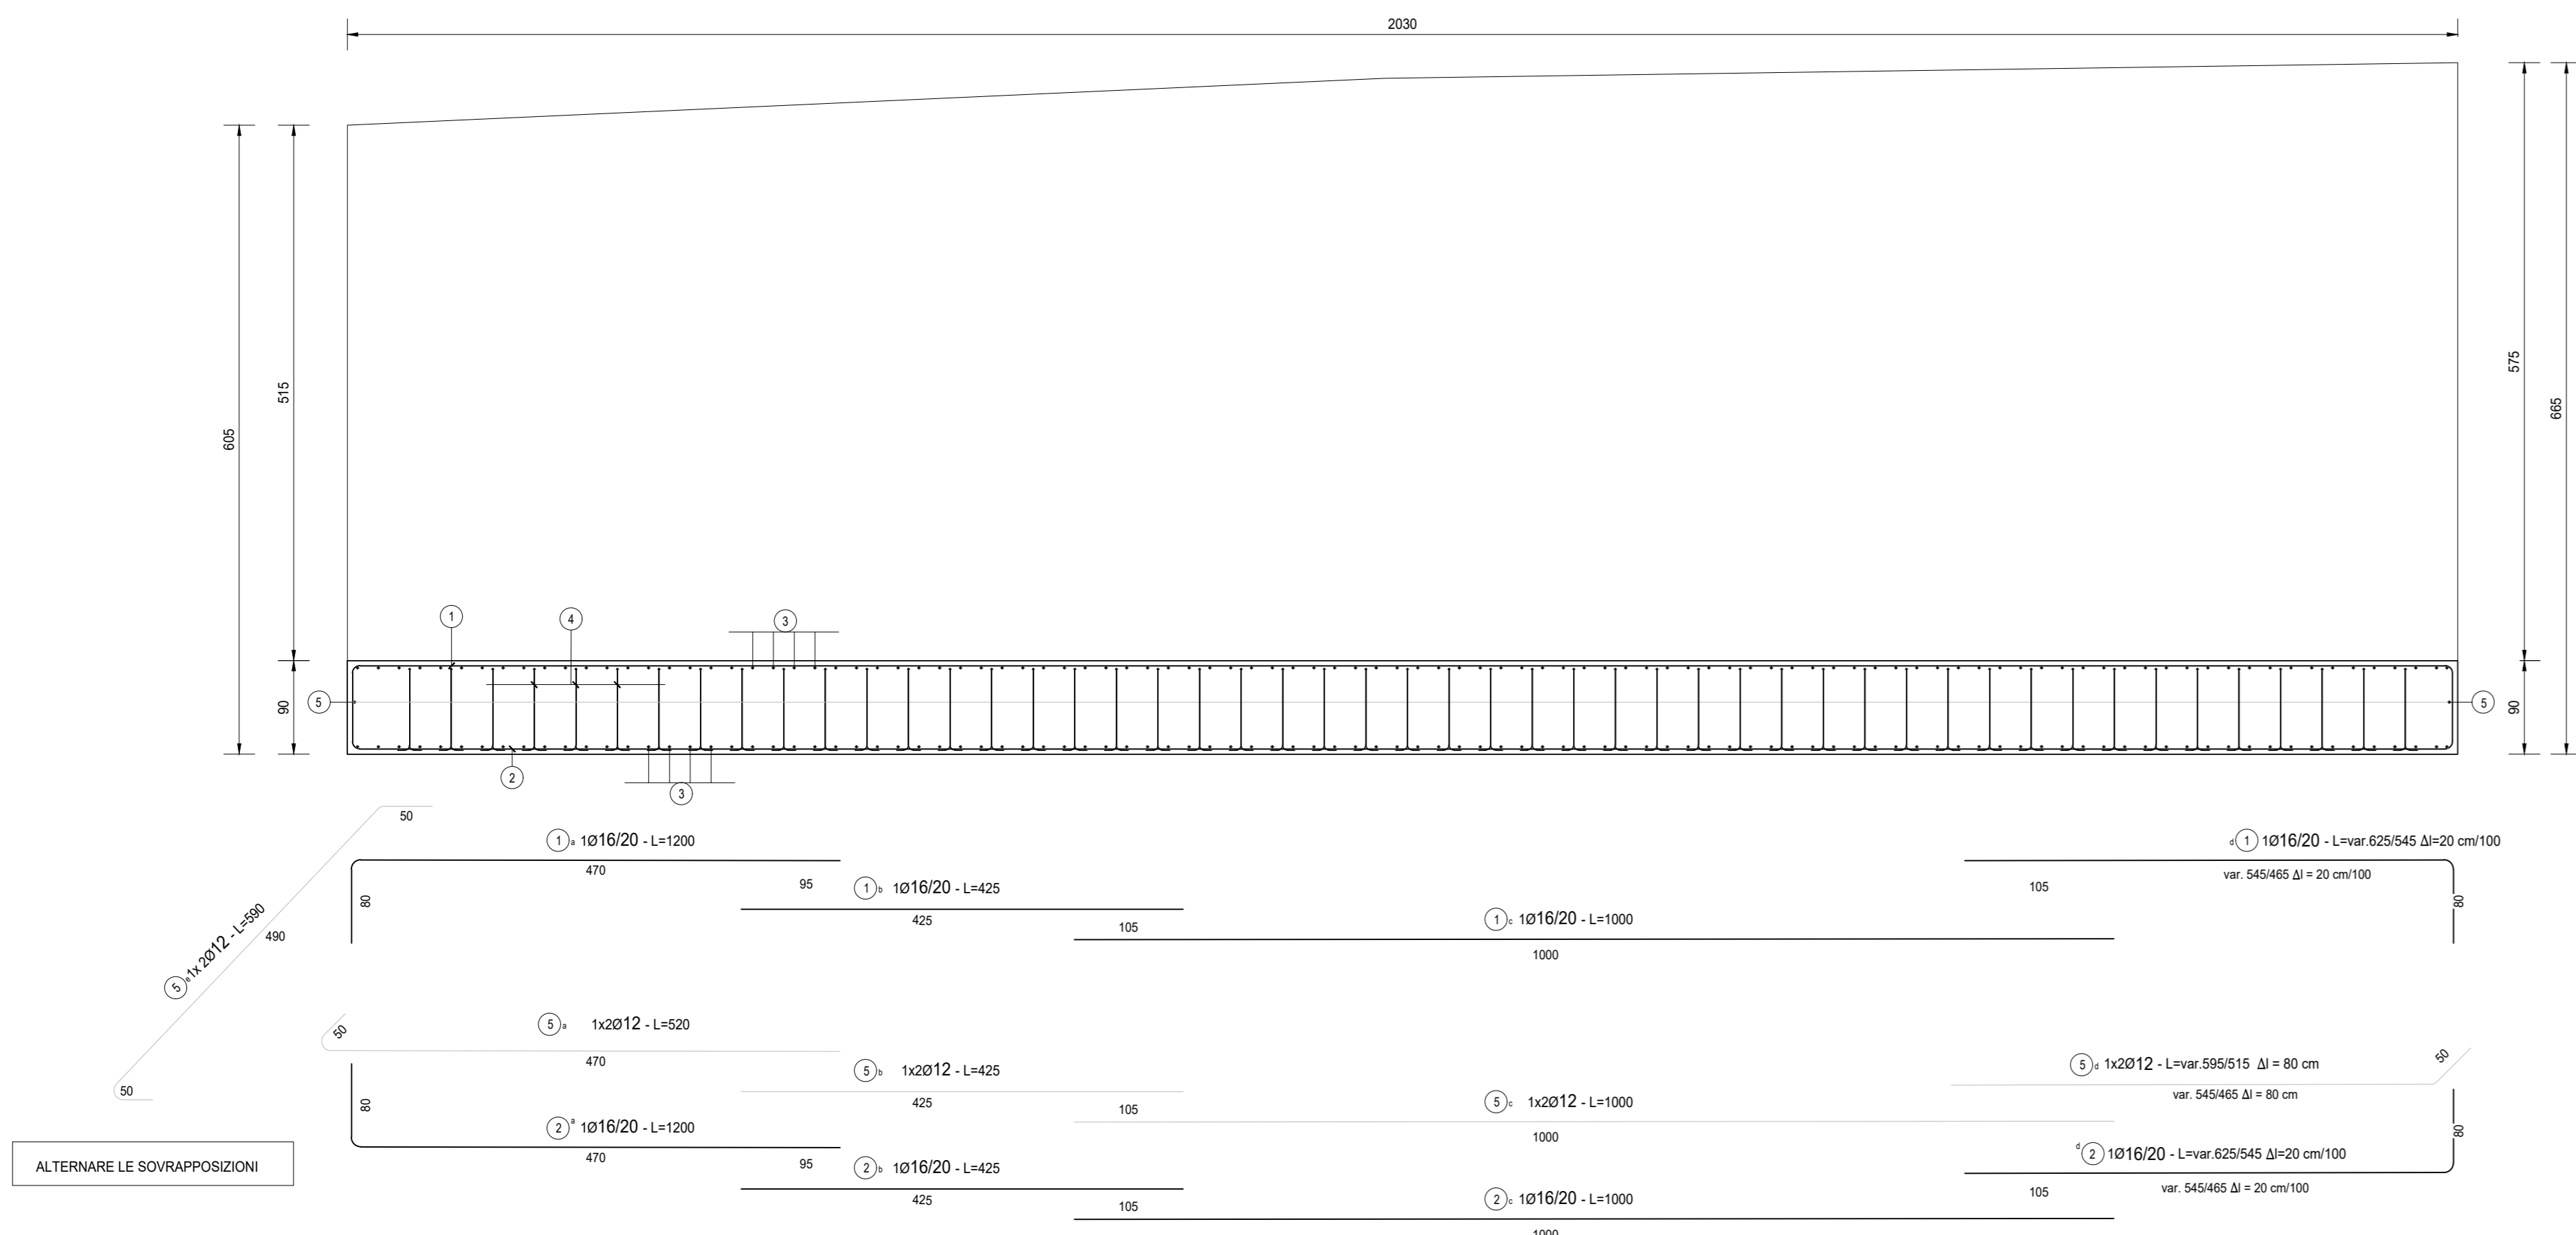 2030
605
515
90
575
665
90
1
4
3
5
5
2
3
50
490
5 e 1x 2Ø12 - L=590
50
1 a 1Ø16/20 - L=1200
470
80
95
1 b 1Ø16/20 - L=425
425
105
1 c 1Ø16/20 - L=1000
1000
d 1 1Ø16/20 - L=var.625/545 Δl=20 cm/100
var. 545/465 Δl = 20 cm/100
105
80
50
5 a 1x2Ø12 - L=520
470
5 b 1x2Ø12 - L=425
425
105
5 c 1x2Ø12 - L=1000
1000
5 d 1x2Ø12 - L=var.595/515 Δl = 80 cm
var. 545/465 Δl = 80 cm
50
80
2 a 1Ø16/20 - L=1200
470
95
2 b 1Ø16/20 - L=425
425
105
2 c 1Ø16/20 - L=1000
1000
d 2 1Ø16/20 - L=var.625/545 Δl=20 cm/100
var. 545/465 Δl = 20 cm/100
105
80
ALTERNARE LE SOVRAPPOSIZIONI